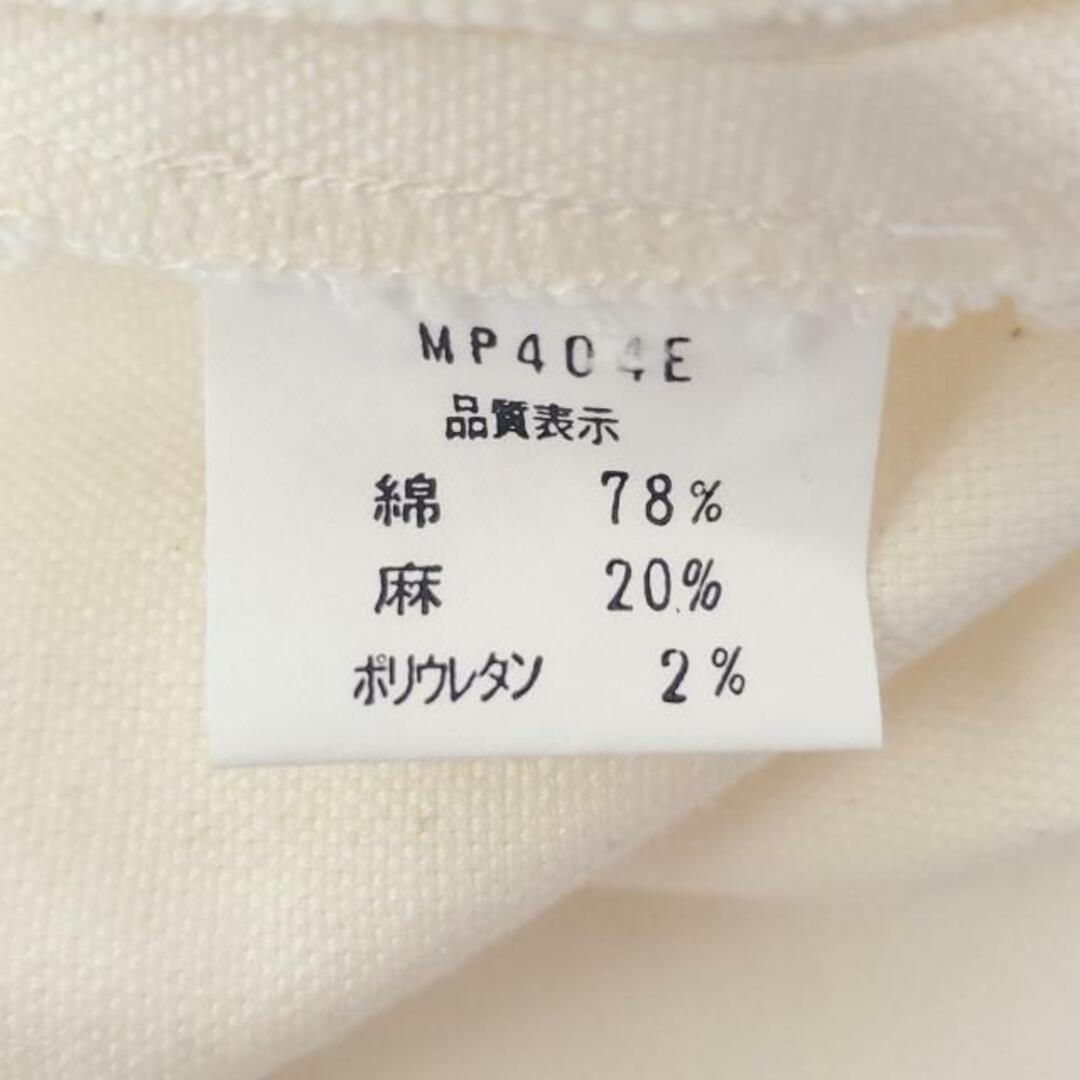 MP404E
品質表示
綿 78%
麻 20%
ポリウレタン 2%